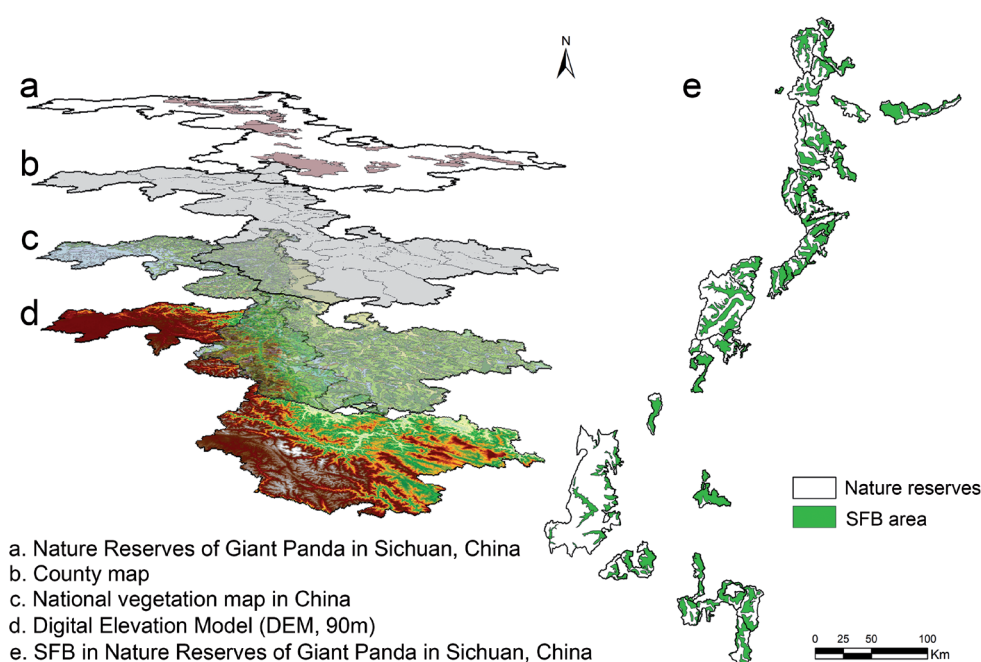 N
a
b
c
d
e
Nature reserves
SFB area
a. Nature Reserves of Giant Panda in Sichuan, China
b. County map
c. National vegetation map in China
d. Digital Elevation Model (DEM, 90m)
e. SFB in Nature Reserves of Giant Panda in Sichuan, China
0 25 50 100
Km